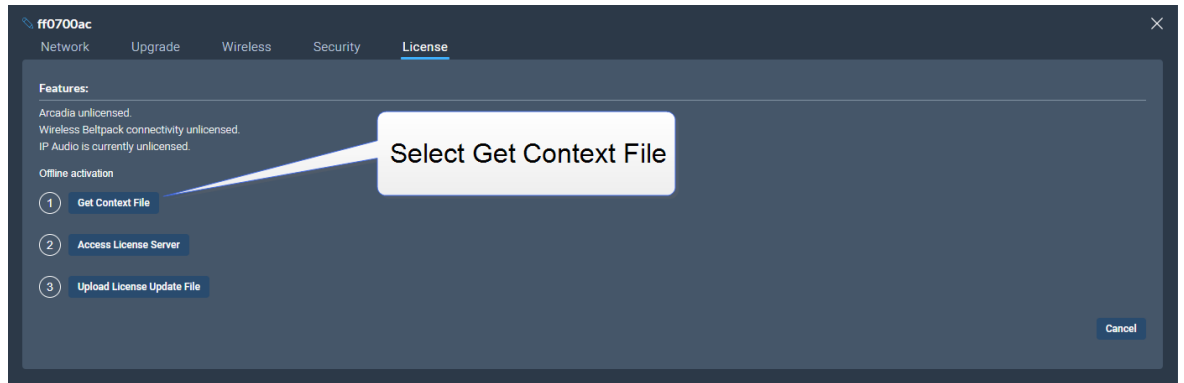 ff0700ac
Network Upgrade Wireless Security License
Features:
Arcadia unlicensed.
Wireless Beltpack connectivity unlicensed.
IP Audio is currently unlicensed.
Select Get Context File
Offline activation
1 Get Context File
2 Access License Server
3 Upload License Update File
Cancel